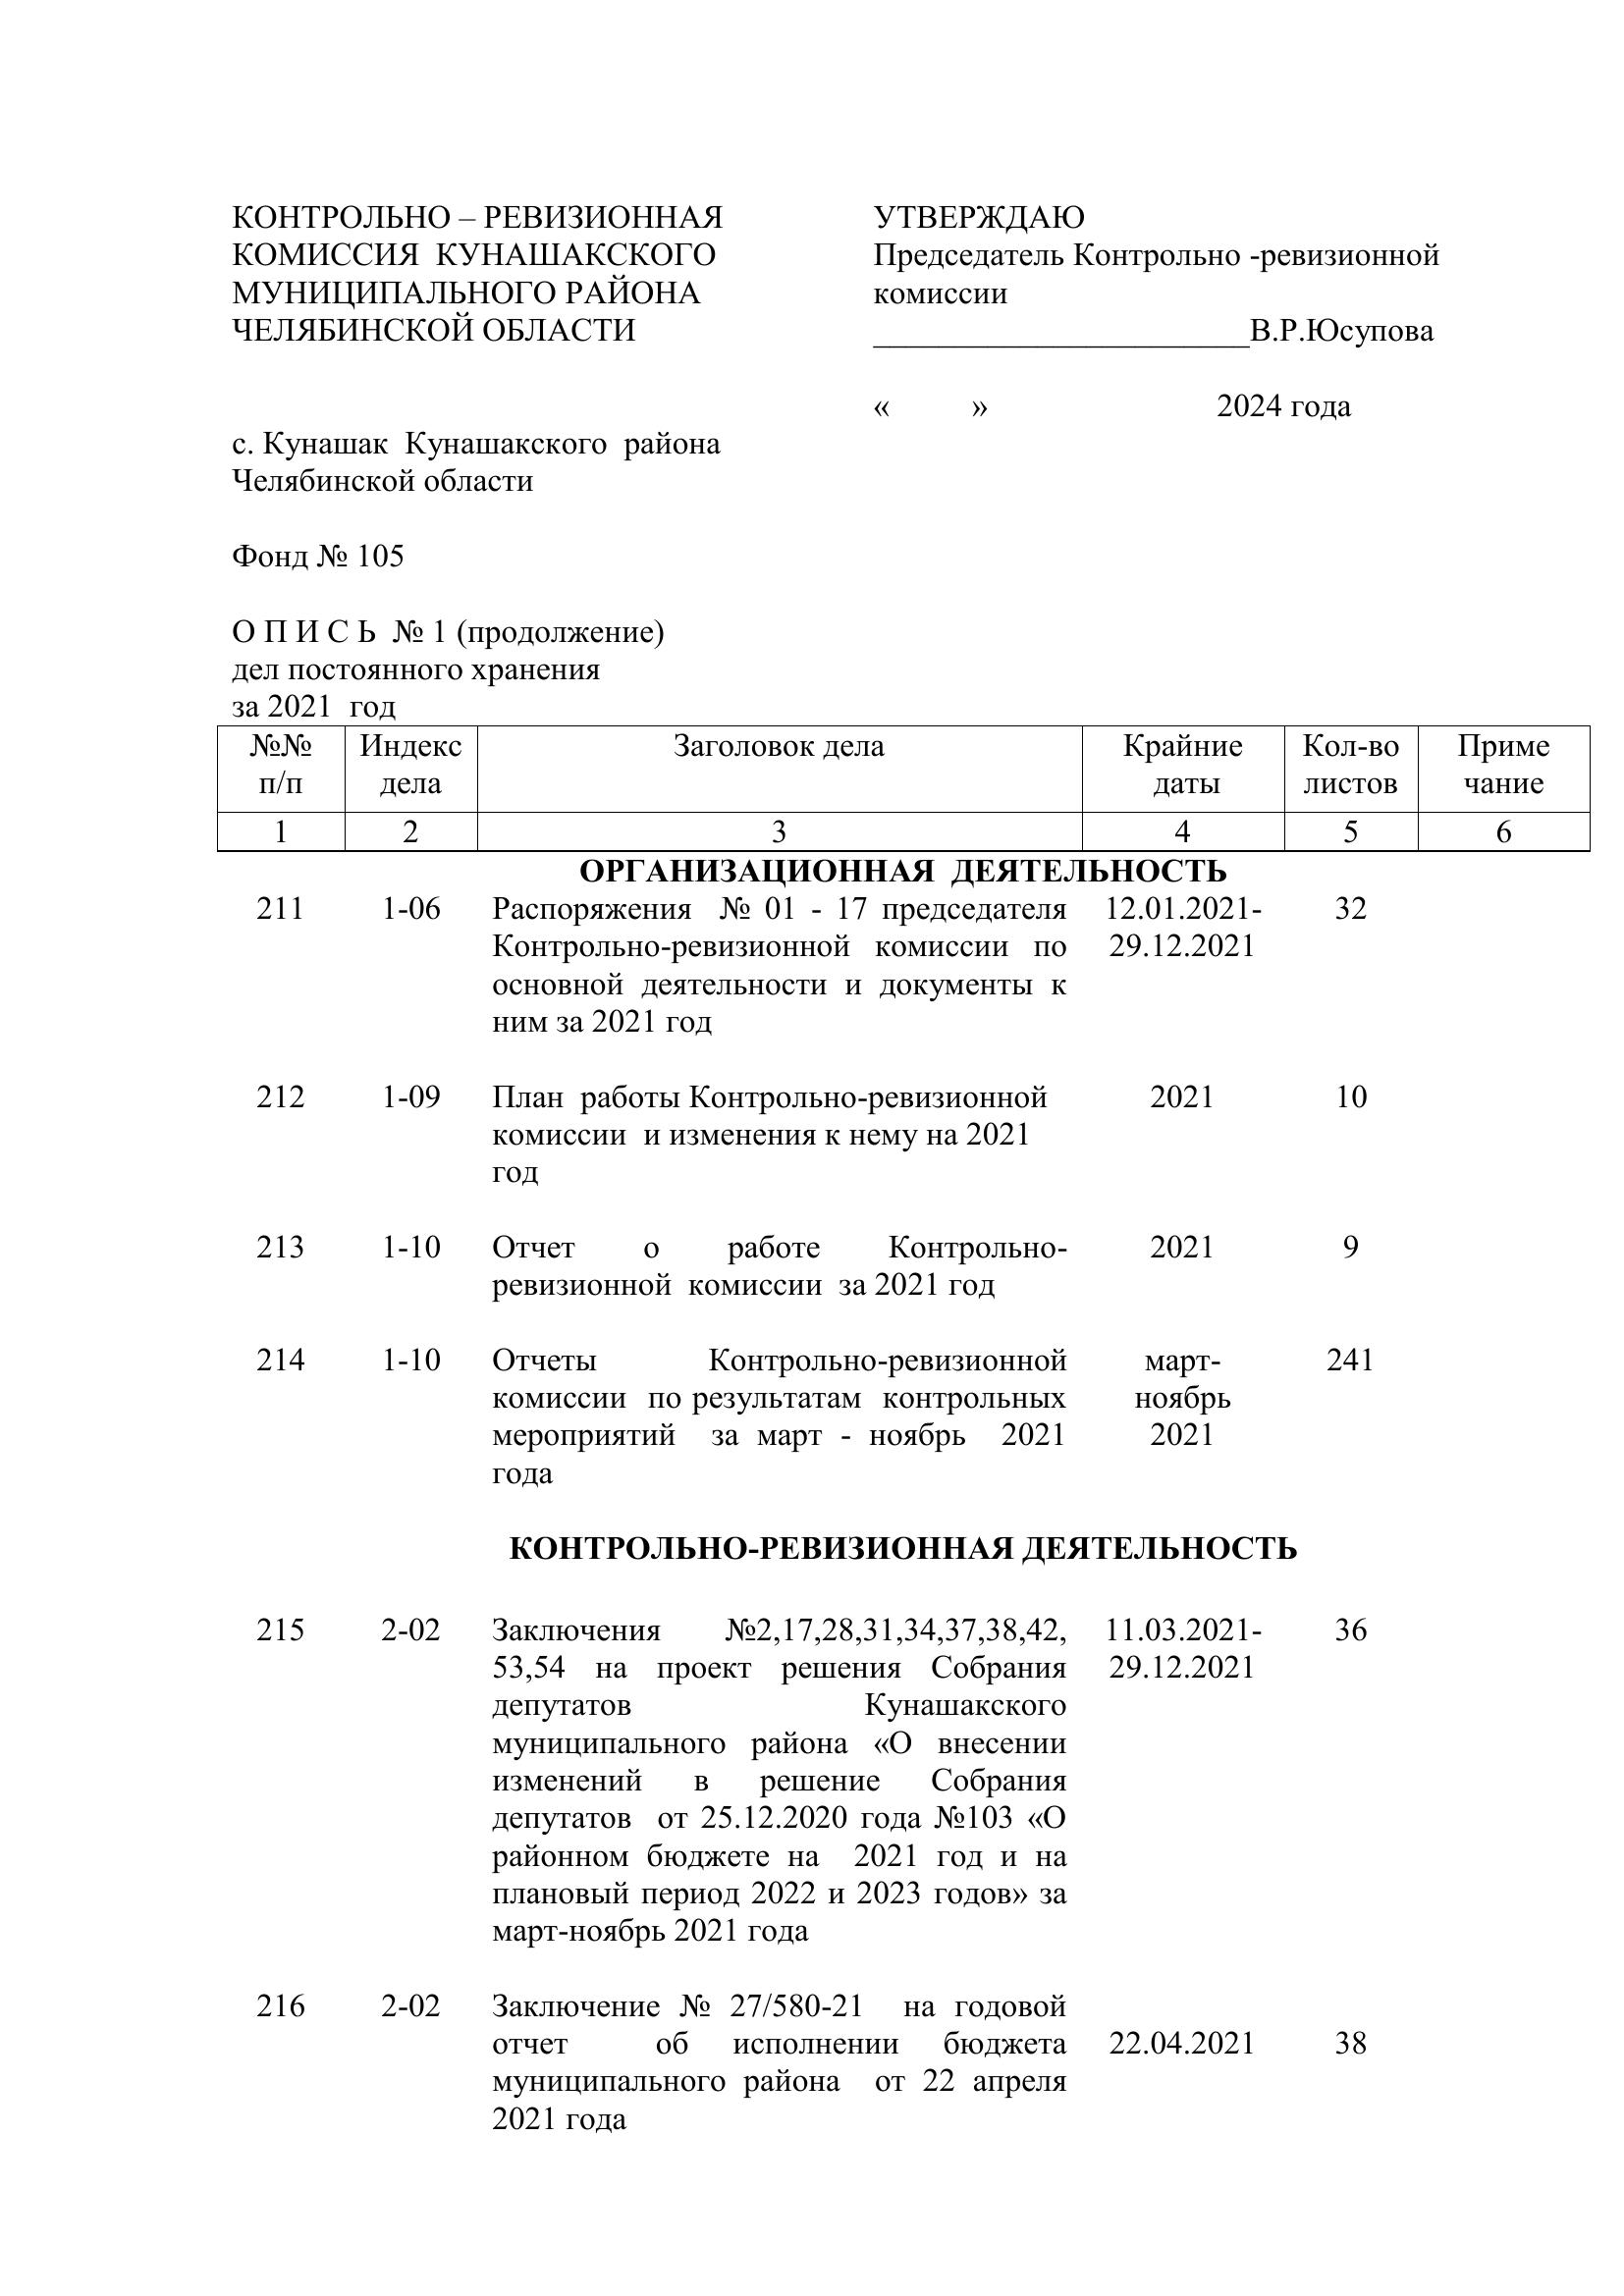 КОНТРОЛЬНО – РЕВИЗИОННАЯ
КОМИССИЯ КУНАШАКСКОГО
МУНИЦИПАЛЬНОГО РАЙОНА
ЧЕЛЯБИНСКОЙ ОБЛАСТИ
УТВЕРЖДАЮ
Председатель Контрольно -ревизионной
комиссии
_______________________В.Р.Юсупова
« » 2024 года
с. Кунашак Кунашакского района
Челябинской области
Фонд № 105
О П И С Ь № 1 (продолжение)
дел постоянного хранения
за 2021 год
№№ Индекс Заголовок дела Крайние Кол-во Приме
п/п дела даты листов чание
1 2 3 4 5 6
ОРГАНИЗАЦИОННАЯ ДЕЯТЕЛЬНОСТЬ
211 1-06 Распоряжения № 01 - 17 председателя 12.01.2021- 32
Контрольно-ревизионной комиссии по 29.12.2021
основной деятельности и документы к
ним за 2021 год
212 1-09 План работы Контрольно-ревизионной 2021 10
комиссии и изменения к нему на 2021
год
213 1-10 Отчет о работе Контрольно- 2021 9
ревизионной комиссии за 2021 год
214 1-10 Отчеты Контрольно-ревизионной март- 241
комиссии по результатам контрольных ноябрь
мероприятий за март - ноябрь 2021 2021
года
КОНТРОЛЬНО-РЕВИЗИОННАЯ ДЕЯТЕЛЬНОСТЬ
215 2-02 Заключения №2,17,28,31,34,37,38,42, 11.03.2021- 36
53,54 на проект решения Собрания 29.12.2021
депутатов Кунашакского
муниципального района «О внесении
изменений в решение Собрания
депутатов от 25.12.2020 года №103 «О
районном бюджете на 2021 год и на
плановый период 2022 и 2023 годов» за
март-ноябрь 2021 года
216 2-02 Заключение № 27/580-21 на годовой
отчет об исполнении бюджета 22.04.2021 38
муниципального района от 22 апреля
2021 года